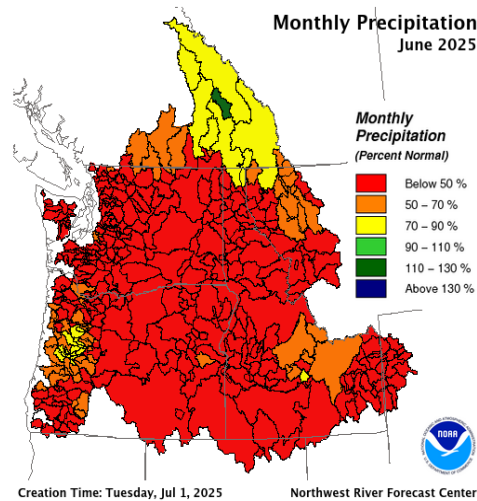 Monthly Precipitation
June 2025
Monthly
Precipitation
(Percent Normal)
Below 50 %
50 – 70 %
70 – 90 %
90 – 110 %
110 – 130 %
Above 130 %
NOAA
Creation Time: Tuesday, Jul 1, 2025
Northwest River Forecast Center